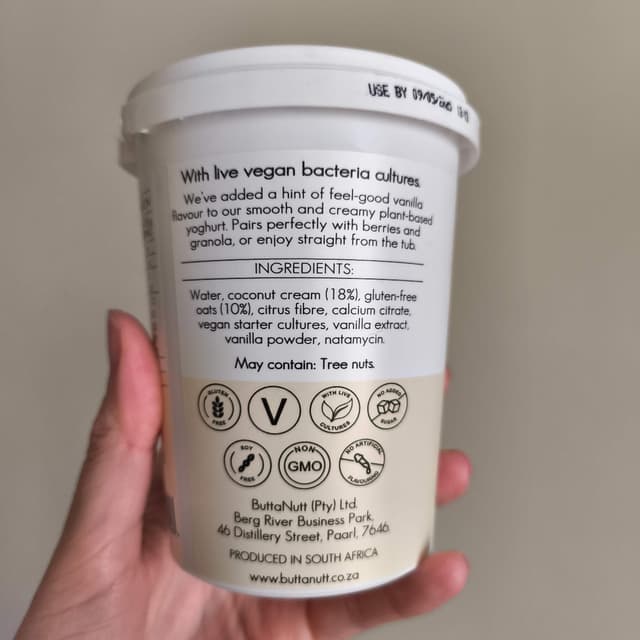 USE BY 09/05/
With live vegan bacteria cultures.
We've added a hint of feel-good vanilla
flavour to our smooth and creamy plant-based
yoghurt. Pairs perfectly with berries and
granola, or enjoy straight from the tub.
INGREDIENTS:
Water, coconut cream (18%), gluten-free
oats (10%), citrus fibre, calcium citrate,
vegan starter cultures, vanilla extract,
vanilla powder, natamycin.
May contain: Tree nuts.
GLUTEN FREE
V
WITH LIVE CULTURES
NO ADDED SUGAR
SOY FREE
NON GMO
NO ARTIFICIAL FLAVOURING
ButtaNutt (Pty) Ltd.
Berg River Business Park,
46 Distillery Street, Paarl, 7646.
PRODUCED IN SOUTH AFRICA
www.buttanutt.co.za